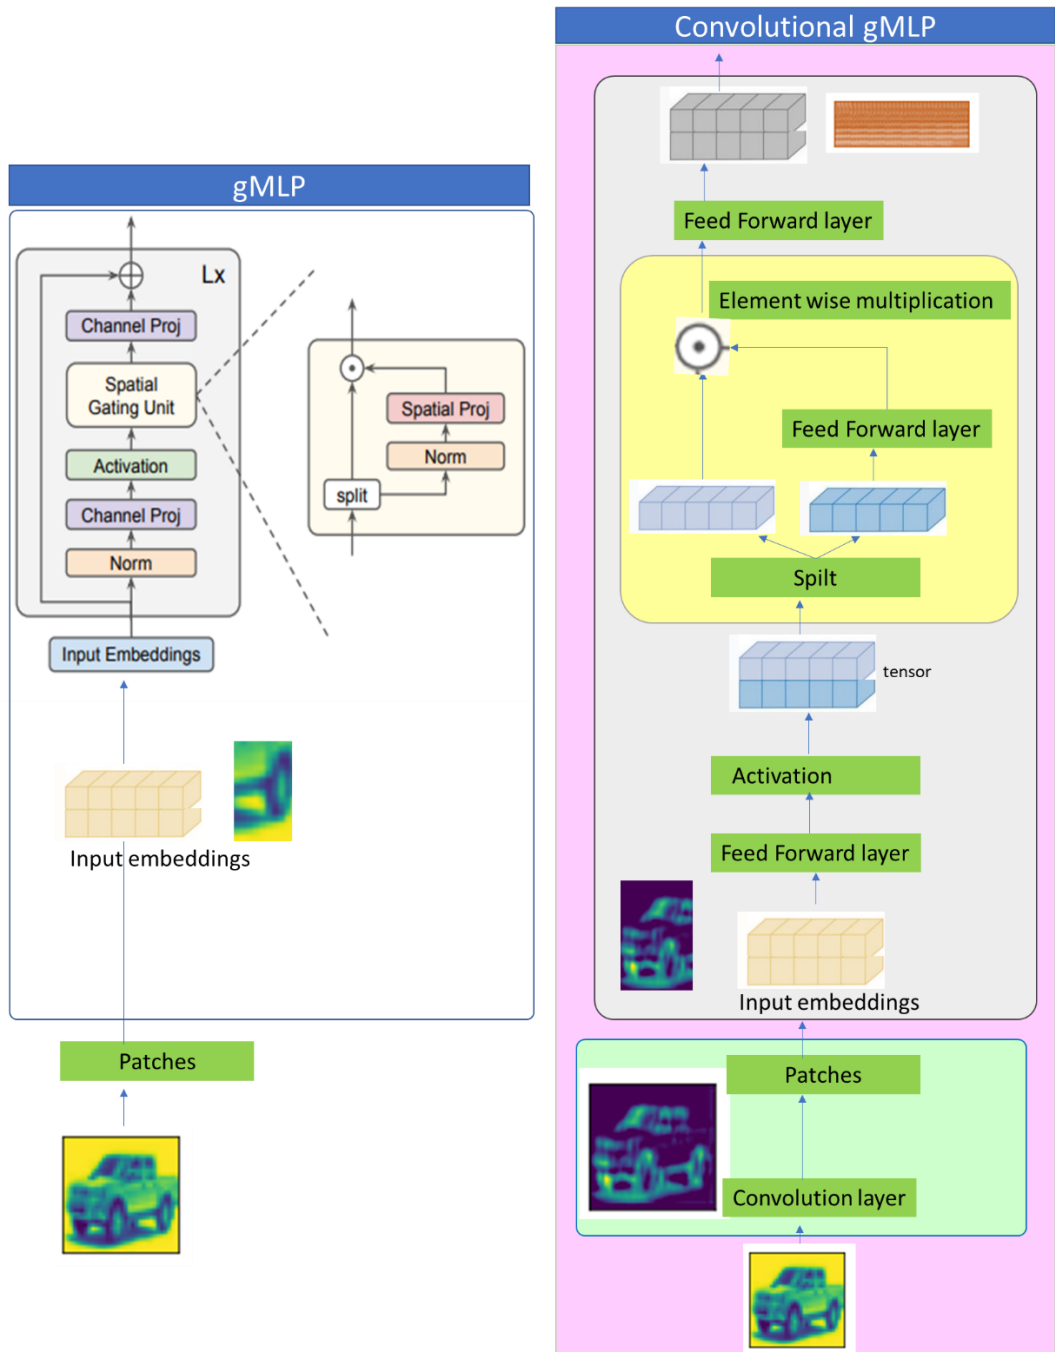 gMLP
Lx
Channel Proj
Spatial
Gating Unit
Activation
Channel Proj
Norm
Input Embeddings
Spatial Proj
Norm
split
Input embeddings
Patches
Convolutional gMLP
Feed Forward layer
Element wise multiplication
Feed Forward layer
Spilt
tensor
Activation
Feed Forward layer
Input embeddings
Patches
Convolution layer